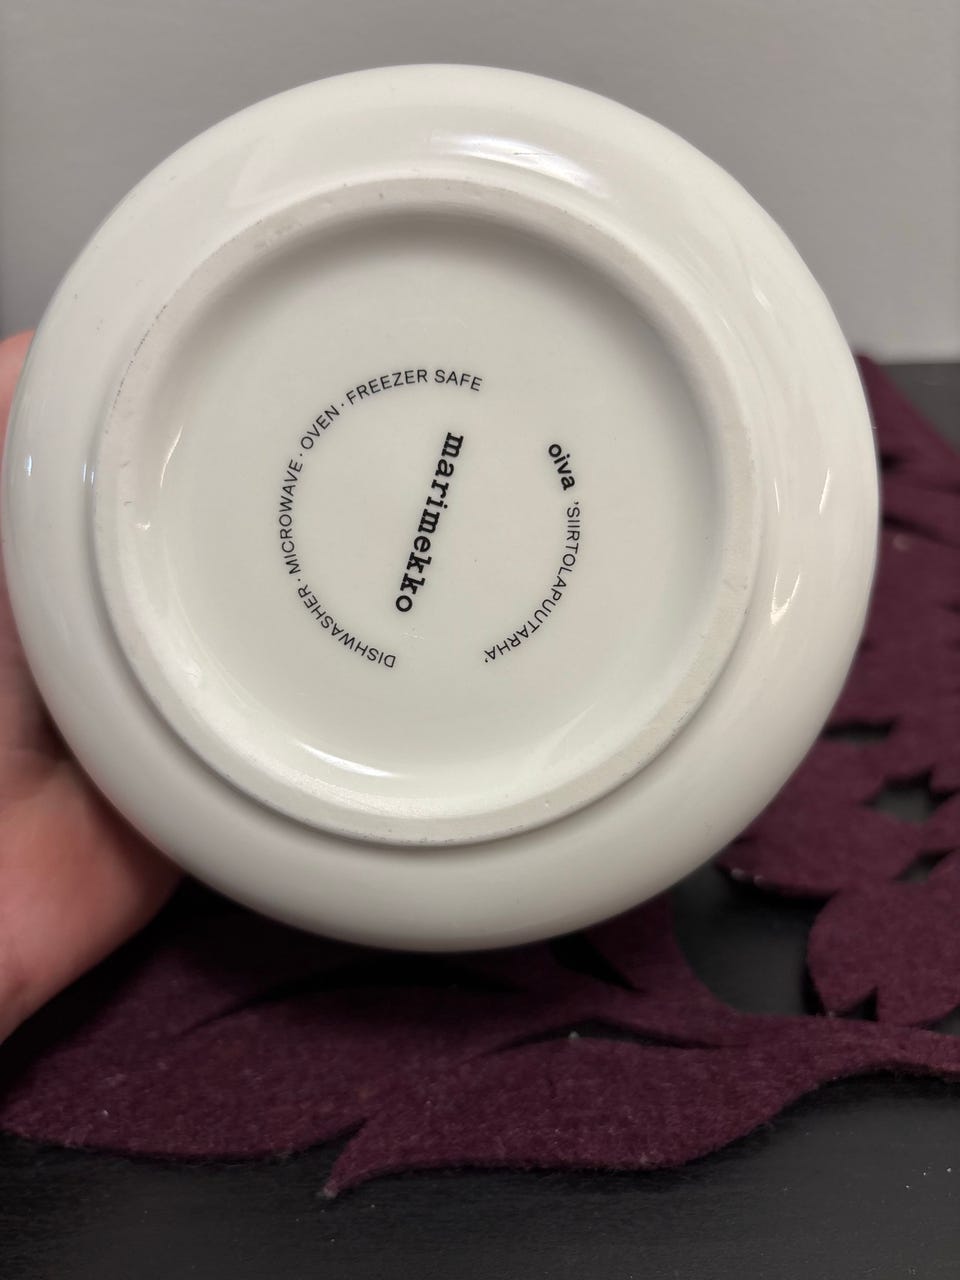 DISHWASHER · MICROWAVE · OVEN · FREEZER SAFE
marimekko
oiva 'SIIRTOLAPUUTARHA'